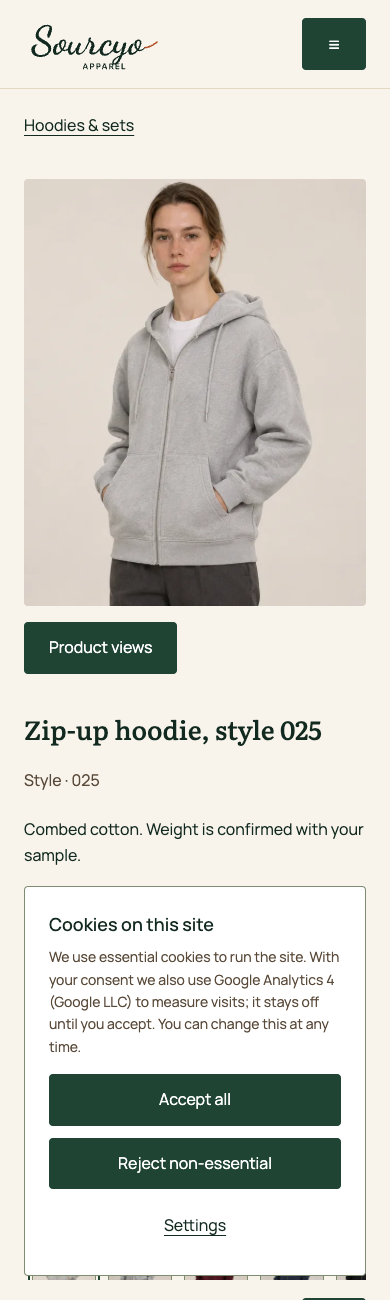 Sourcyo
APPAREL
Hoodies & sets
Product views
Zip-up hoodie, style 025
Style · 025
Combed cotton. Weight is confirmed with your
sample.
Cookies on this site
We use essential cookies to run the site. With
your consent we also use Google Analytics 4
(Google LLC) to measure visits; it stays off
until you accept. You can change this at any
time.
Accept all
Reject non-essential
Settings